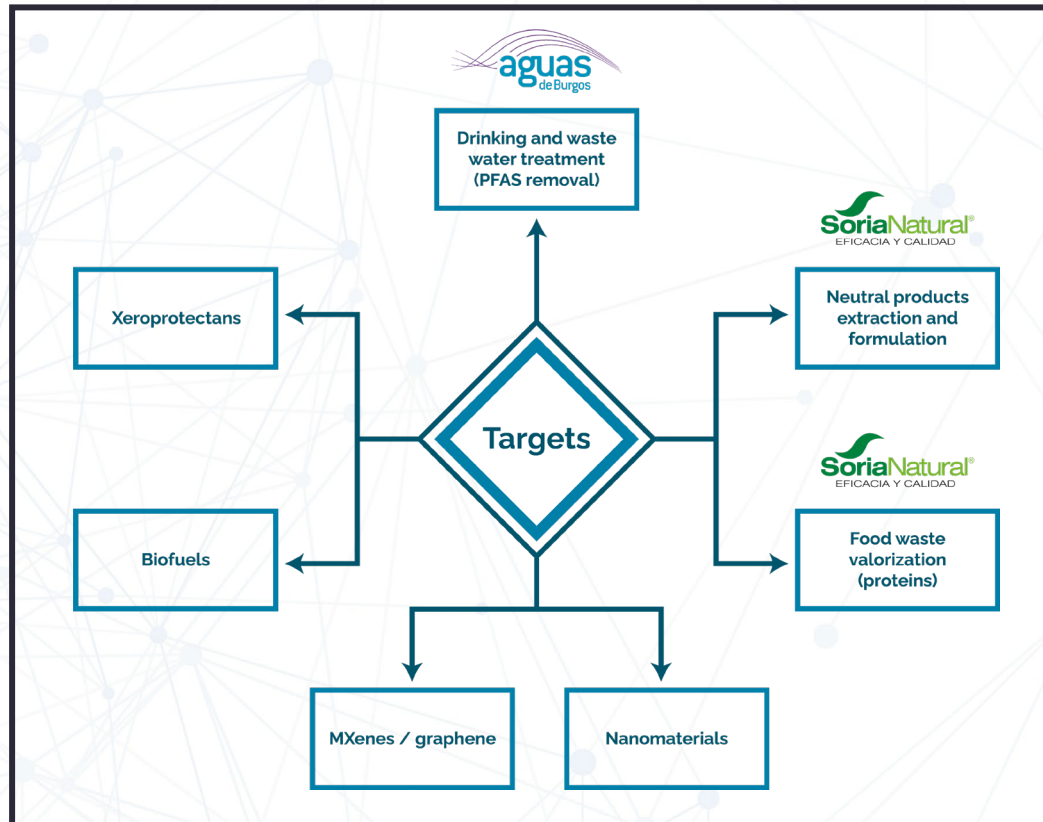 aguas
de Burgos
Drinking and waste
water treatment
(PFAS removal)
SoriaNatural®
EFICACIA Y CALIDAD
Xeroprotectans
Neutral products
extraction and
formulation
Targets
SoriaNatural®
EFICACIA Y CALIDAD
Biofuels
Food waste
valorization
(proteins)
MXenes / graphene
Nanomaterials